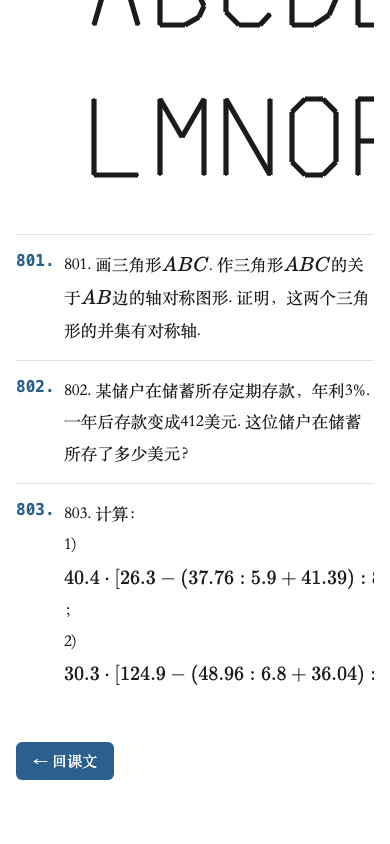 ABCDE
LMNOP
801. 801. 画三角形ABC. 作三角形ABC的关
于AB边的轴对称图形. 证明，这两个三角
形的并集有对称轴.
802. 802. 某储户在储蓄所存定期存款，年利3%.
一年后存款变成412美元. 这位储户在储蓄
所存了多少美元?
803. 803. 计算：
1)
40.4 · [26.3 − (37.76 : 5.9 + 41.39) :
;
2)
30.3 · [124.9 − (48.96 : 6.8 + 36.04) :
← 回课文